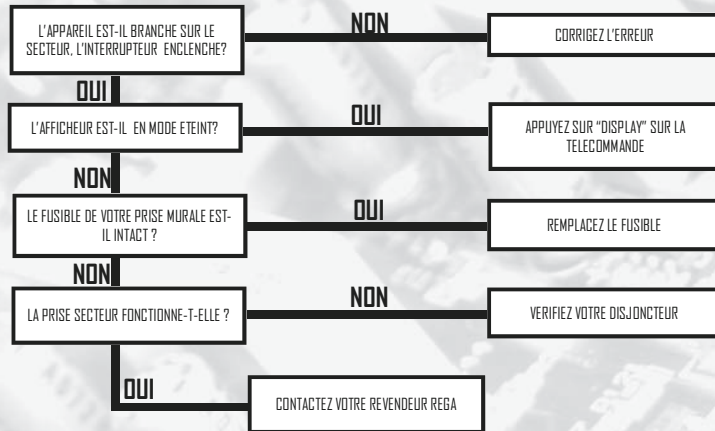 L'APPAREIL EST-IL BRANCHE SUR LE
SECTEUR, L'INTERRUPTEUR ENCLENCHE?
NON
CORRIGEZ L'ERREUR
OUI
L'AFFICHEUR EST-IL EN MODE ETEINT?
OUI
APPUYEZ SUR "DISPLAY" SUR LA
TELECOMMANDE
NON
LE FUSIBLE DE VOTRE PRISE MURALE EST-
IL INTACT ?
OUI
REMPLACEZ LE FUSIBLE
NON
LA PRISE SECTEUR FONCTIONNE-T-ELLE ?
NON
VERIFIEZ VOTRE DISJONCTEUR
OUI
CONTACTEZ VOTRE REVENDEUR REGA